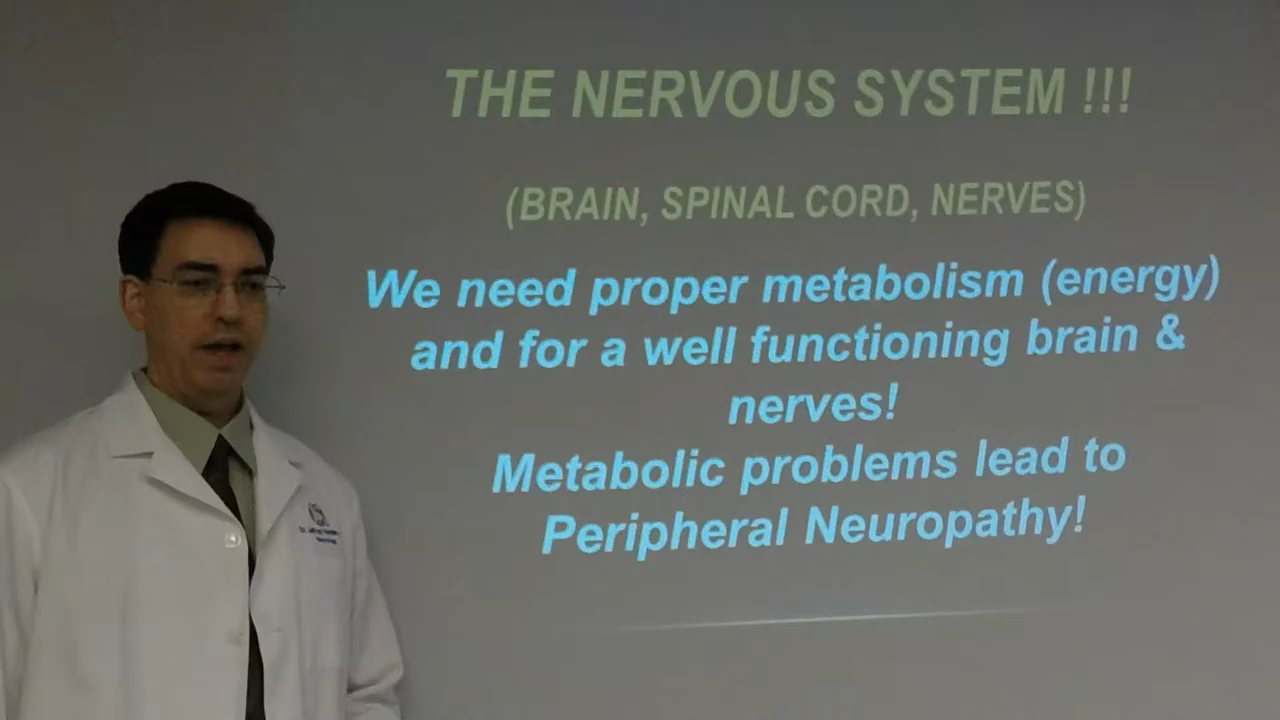 THE NERVOUS SYSTEM !!!
(BRAIN, SPINAL CORD, NERVES)
We need proper metabolism (energy)
and for a well functioning brain &
nerves!
Metabolic problems lead to
Peripheral Neuropathy!
Dr.